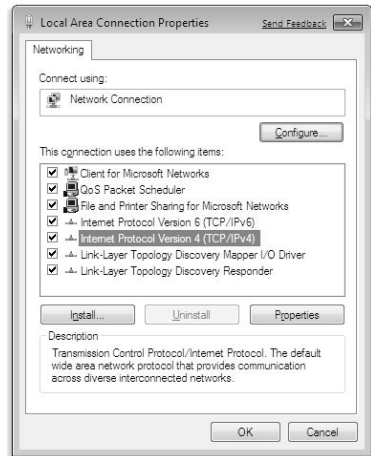 Local Area Connection Properties
Send Feedback
Networking
Connect using:
Network Connection
Configure...
This connection uses the following items:
Client for Microsoft Networks
QoS Packet Scheduler
File and Printer Sharing for Microsoft Networks
Internet Protocol Version 6 (TCP/IPv6)
Internet Protocol Version 4 (TCP/IPv4)
Link-Layer Topology Discovery Mapper I/O Driver
Link-Layer Topology Discovery Responder
Install...
Uninstall
Properties
Description
Transmission Control Protocol/Internet Protocol. The default
wide area network protocol that provides communication
across diverse interconnected networks.
OK
Cancel